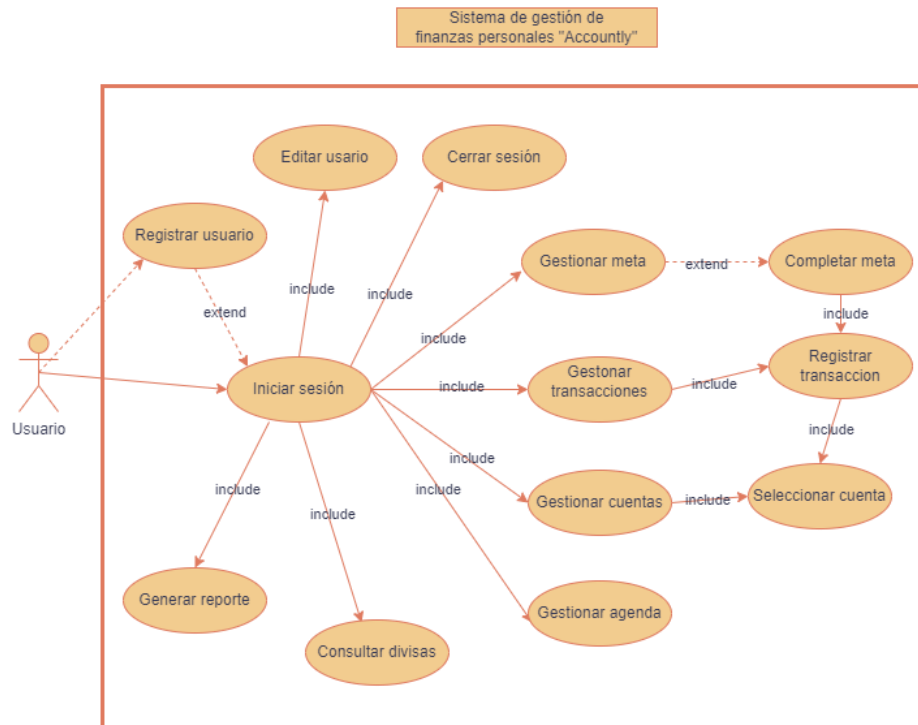 Sistema de gestión de
finanzas personales "Accountly"
Editar usario
Cerrar sesión
Registrar usuario
Gestionar meta
extend
Completar meta
include
include
extend
include
include
Usuario
Iniciar sesión
include
Gestonar
transacciones
include
Registrar
transaccion
include
include
include
include
include
Gestionar cuentas
include
Seleccionar cuenta
Generar reporte
Gestionar agenda
Consultar divisas